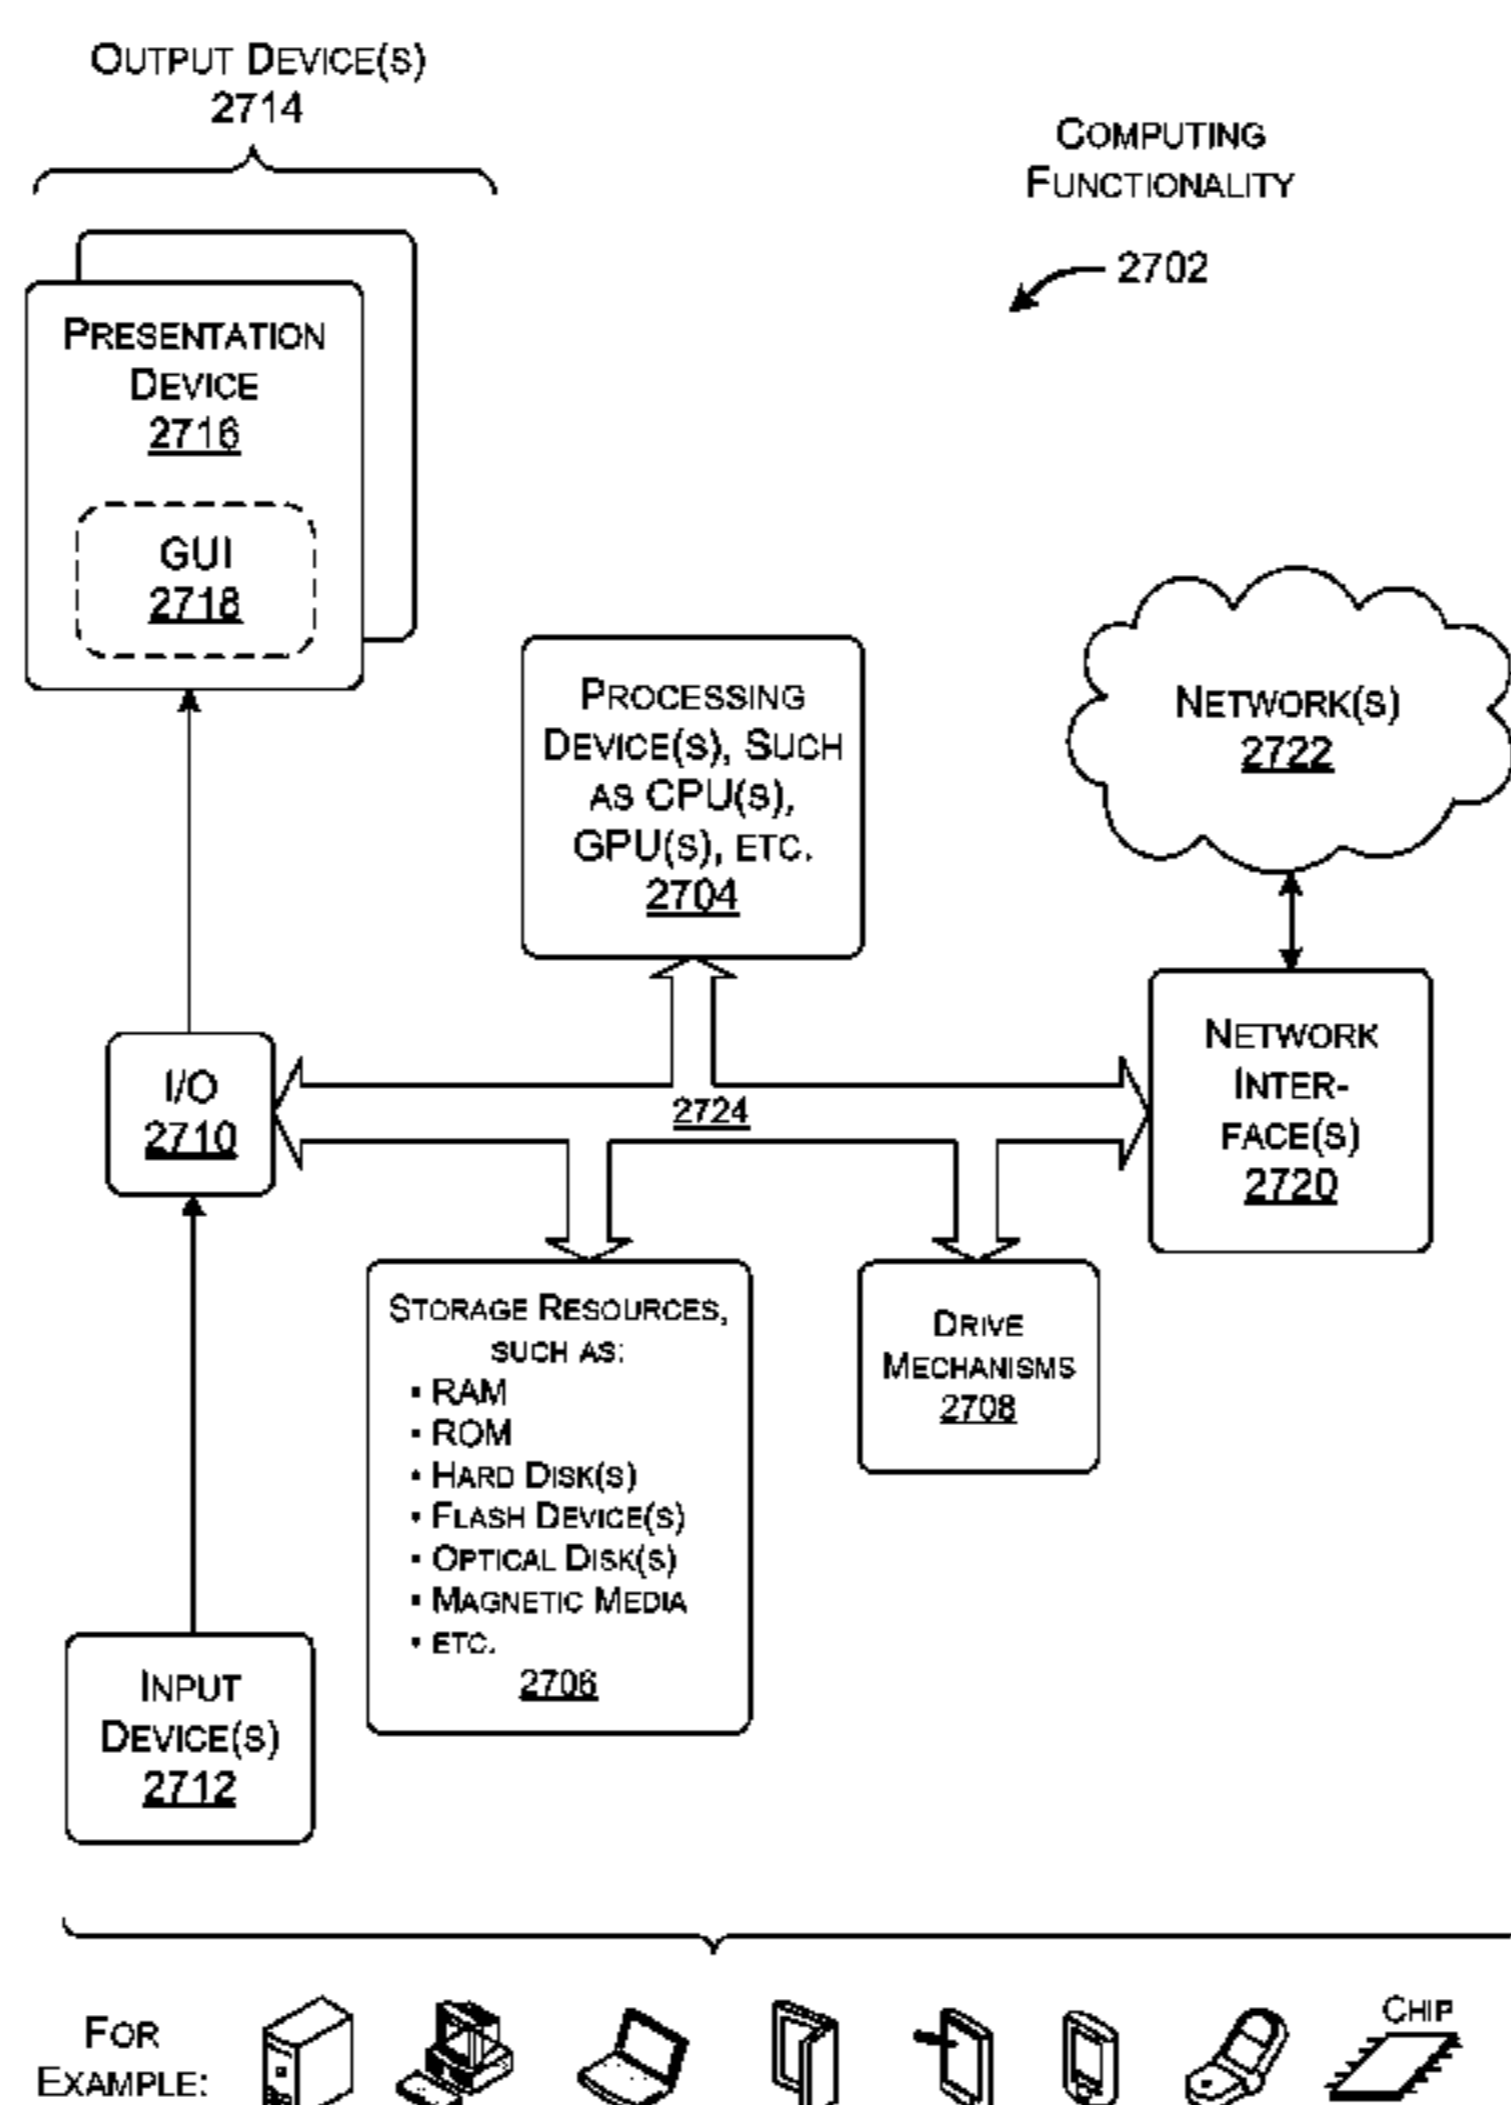 OUTPUT DEVICE(S)
2714
COMPUTING
FUNCTIONALITY
2702
PRESENTATION
DEVICE
2716
GUI
2718
PROCESSING
DEVICE(S), SUCH
AS CPU(S),
GPU(S), ETC.
2704
NETWORK(S)
2722
NETWORK
INTER-
FACE(S)
2720
I/O
2710
2724
STORAGE RESOURCES,
SUCH AS:
▪ RAM
▪ ROM
▪ HARD DISK(S)
▪ FLASH DEVICE(S)
▪ OPTICAL DISK(S)
▪ MAGNETIC MEDIA
▪ ETC.
2706
DRIVE
MECHANISMS
2708
INPUT
DEVICE(S)
2712
FOR
EXAMPLE:
CHIP